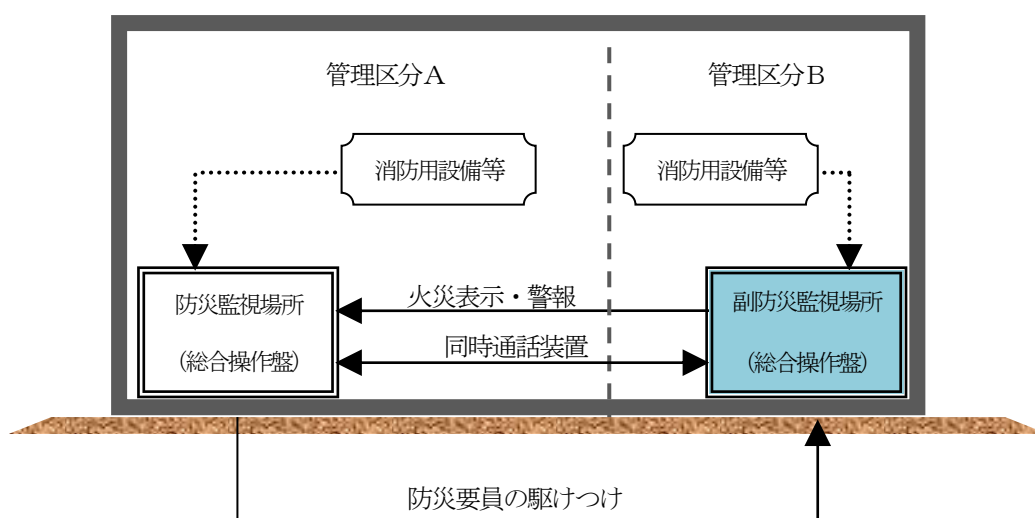 管理区分A
管理区分B
消防用設備等
消防用設備等
防災監視場所
(総合操作盤)
火災表示・警報
同時通話装置
副防災監視場所
(総合操作盤)
防災要員の駆けつけ